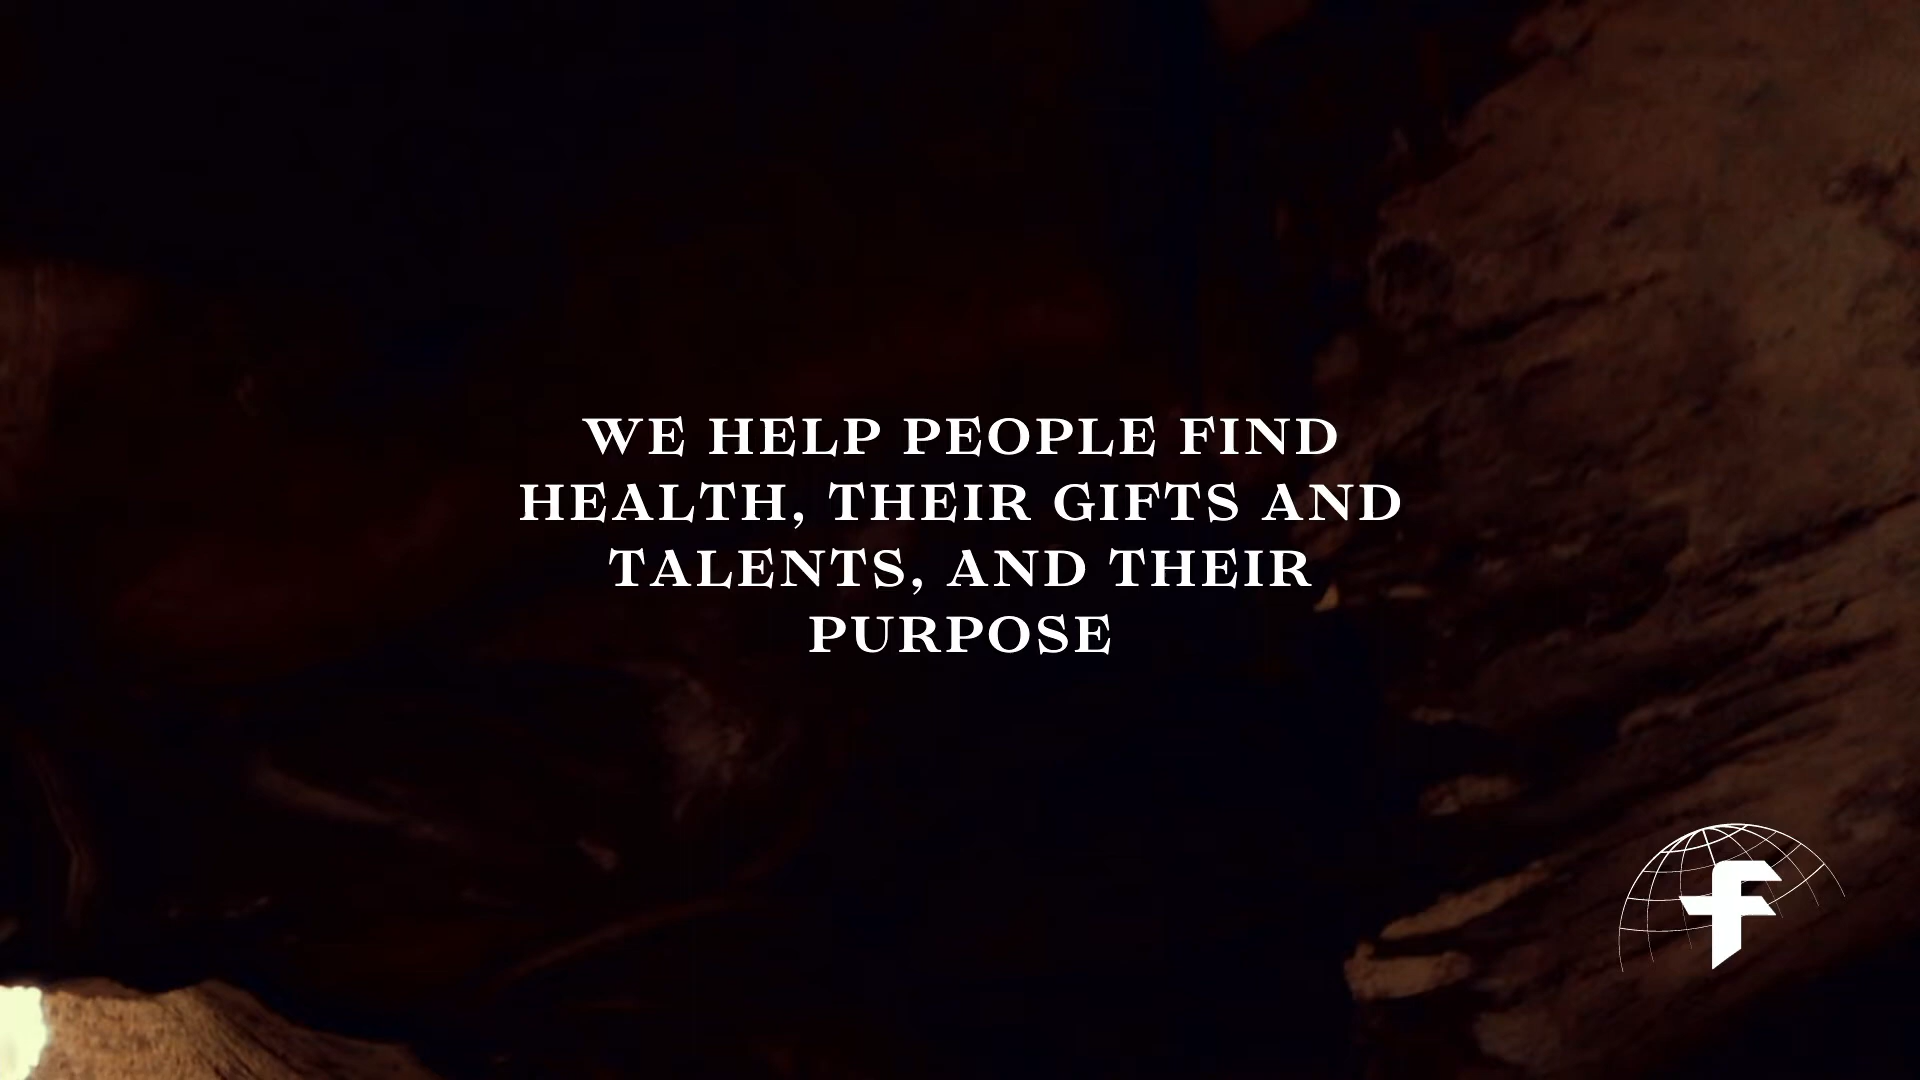 WE HELP PEOPLE FIND
HEALTH, THEIR GIFTS AND
TALENTS, AND THEIR
PURPOSE
f